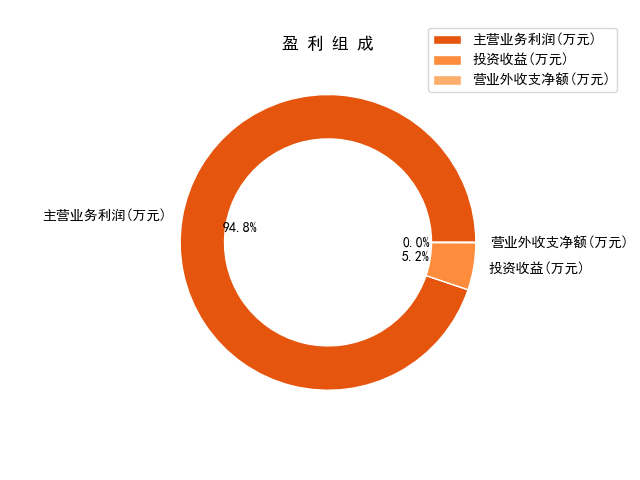 盈 利 组 成
主营业务利润(万元)
投资收益(万元)
营业外收支净额(万元)
主营业务利润(万元)
94.8%
0.0%
营业外收支净额(万元)
5.2%
投资收益(万元)